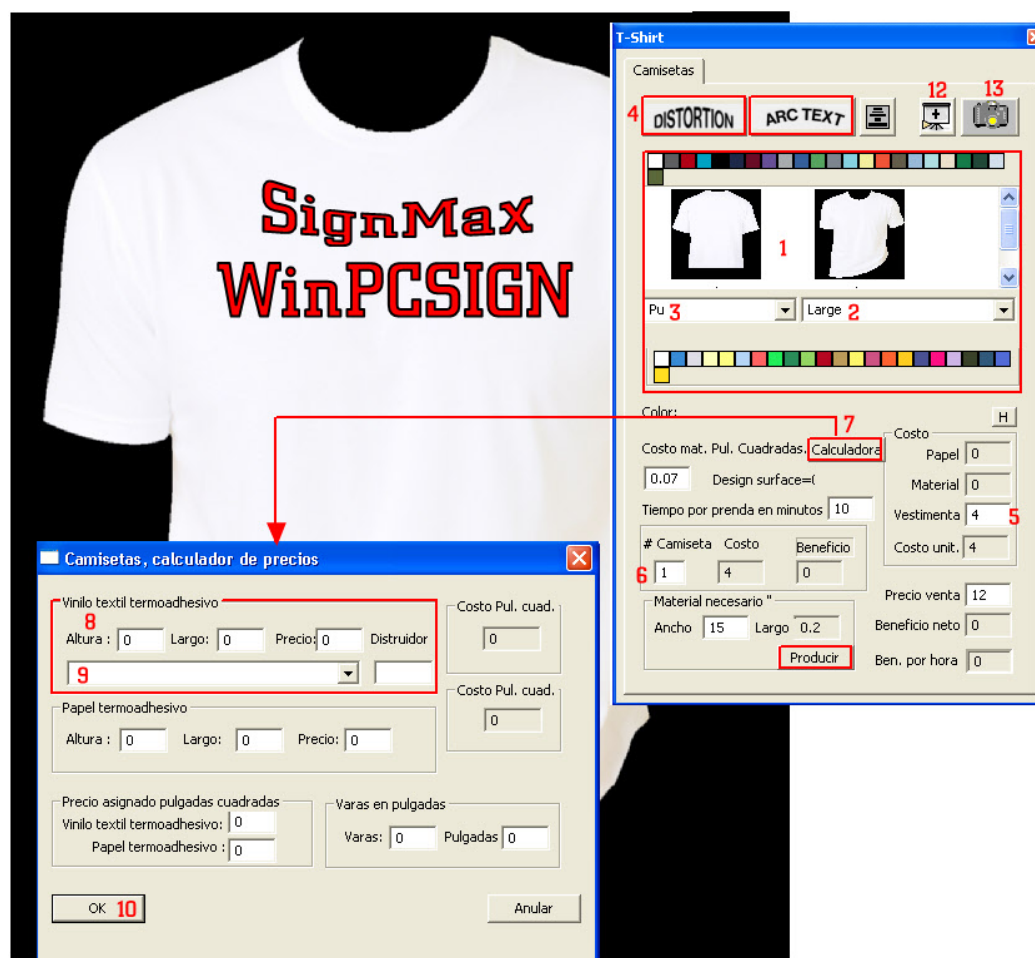 T-Shirt
Camisetas
12 13
4 DISTORTION ARC TEXT
SignMax
WinPCSIGN
1
Pu 3 Large 2
Color: H
7
Costo mat. Pul. Cuadradas. Calculadora
0.07 Design surface=(
Tiempo por prenda en minutos 10
Costo
Papel 0
Material 0
Vestimenta 4 5
Costo unit. 4
# Camiseta Costo Beneficio
6 1 4 0
Material necesario "
Ancho 15 Largo 0.2
Producir
Precio venta 12
Beneficio neto 0
Ben. por hora 0
Camisetas, calculador de precios
Vinilo textil termoadhesivo
8
Altura : 0 Largo: 0 Precio: 0 Distruidor
9
Costo Pul. cuad.
0
Costo Pul. cuad.
0
Papel termoadhesivo
Altura : 0 Largo: 0 Precio: 0
Precio asignado pulgadas cuadradas
Vinilo textil termoadhesivo: 0
Papel termoadhesivo : 0
Varas en pulgadas
Varas: 0 Pulgadas 0
OK 10 Anular